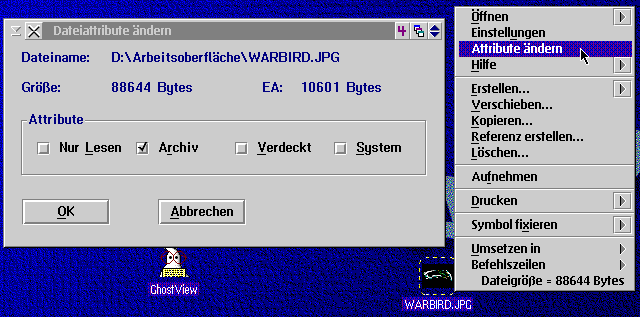 Dateiattribute ändern
Dateiname: D:\Arbeitsoberfläche\WARBIRD.JPG
Größe: 88644 Bytes EA: 10601 Bytes
Attribute
Nur Lesen Archiv Verdeckt System
OK Abbrechen
GhostView
WARBIRD.JPG
Öffnen
Einstellungen
Attribute ändern
Hilfe
Erstellen...
Verschieben...
Kopieren...
Referenz erstellen...
Löschen...
Aufnehmen
Drucken
Symbol fixieren
Umsetzen in
Befehlszeilen
Dateigröße = 88644 Bytes